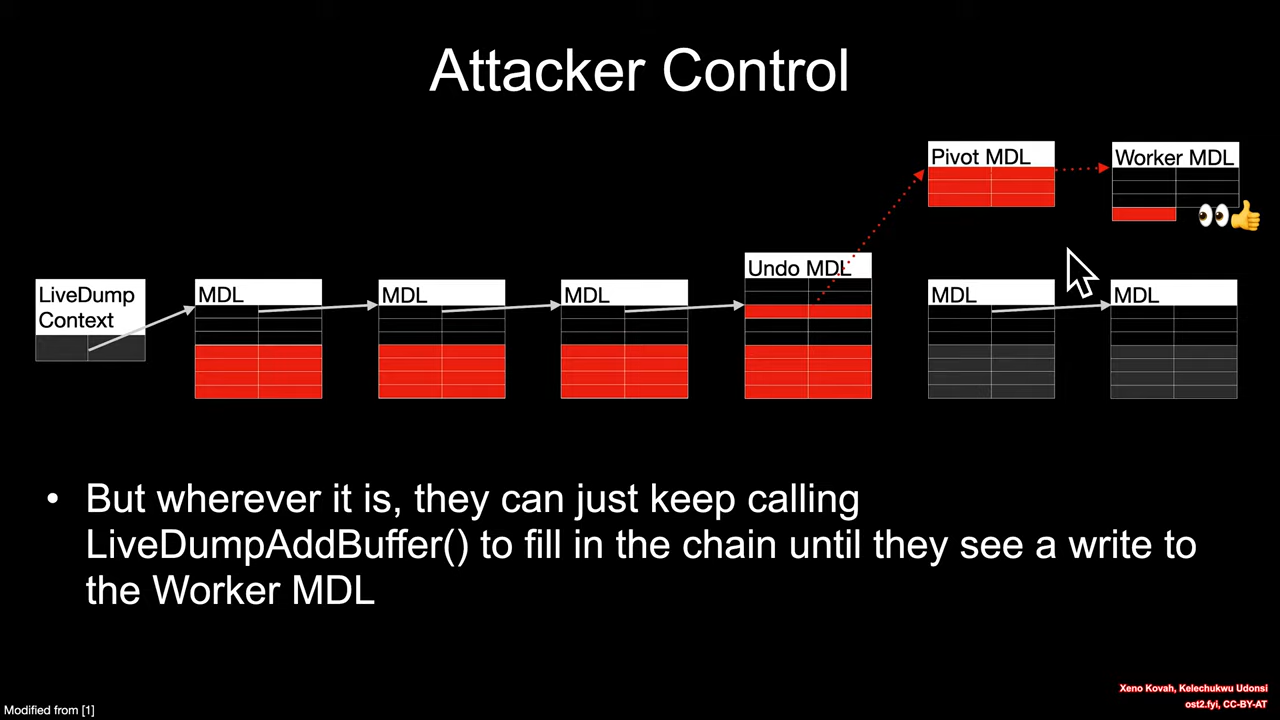 Attacker Control
Pivot MDL
Worker MDL
Undo MDL
LiveDump
Context
MDL
MDL
MDL
MDL
MDL
• But wherever it is, they can just keep calling
LiveDumpAddBuffer() to fill in the chain until they see a write to
the Worker MDL
Xeno Kovah, Kelechukwu Udonsi
ost2.fyi, CC-BY-AT
Modified from [1]